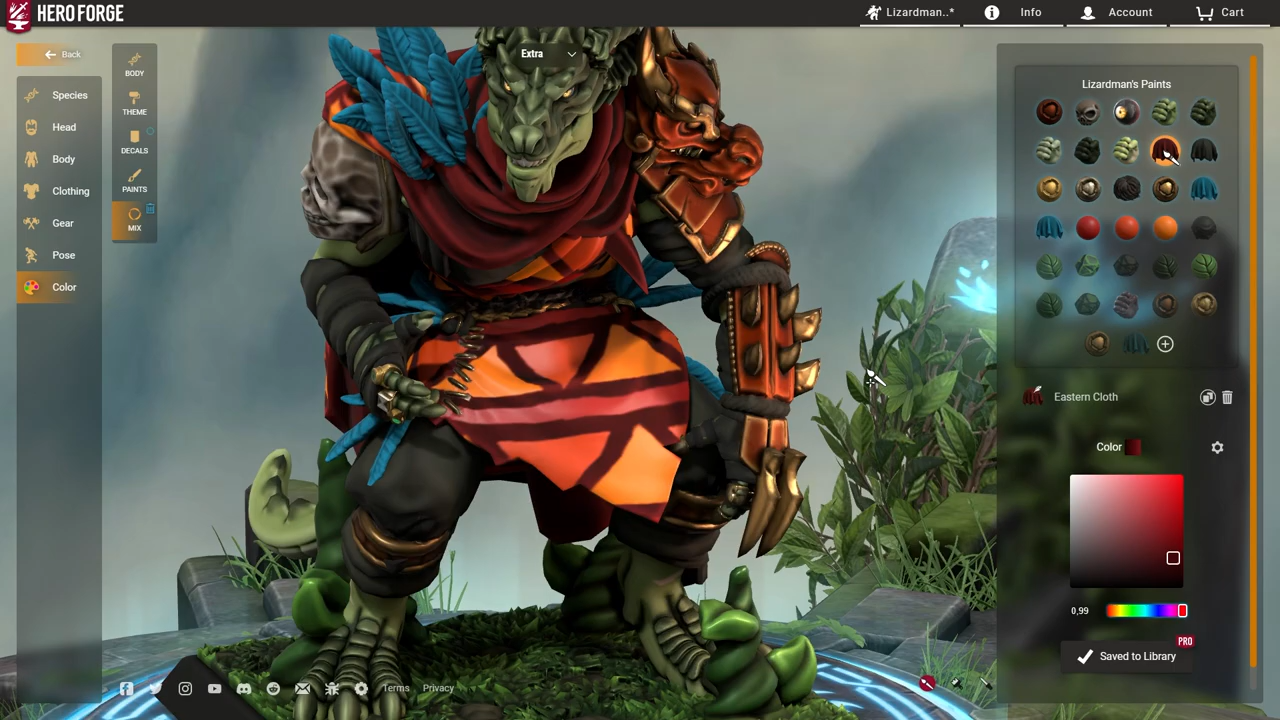 HERO FORGE
Lizardman..*
Info
Account
Cart
Back
Extra
Species
Head
Body
Clothing
Gear
Pose
Color
BODY
THEME
DECALS
PAINTS
MIX
Lizardman's Paints
Eastern Cloth
Color
0,99
PRO
Saved to Library
Terms
Privacy